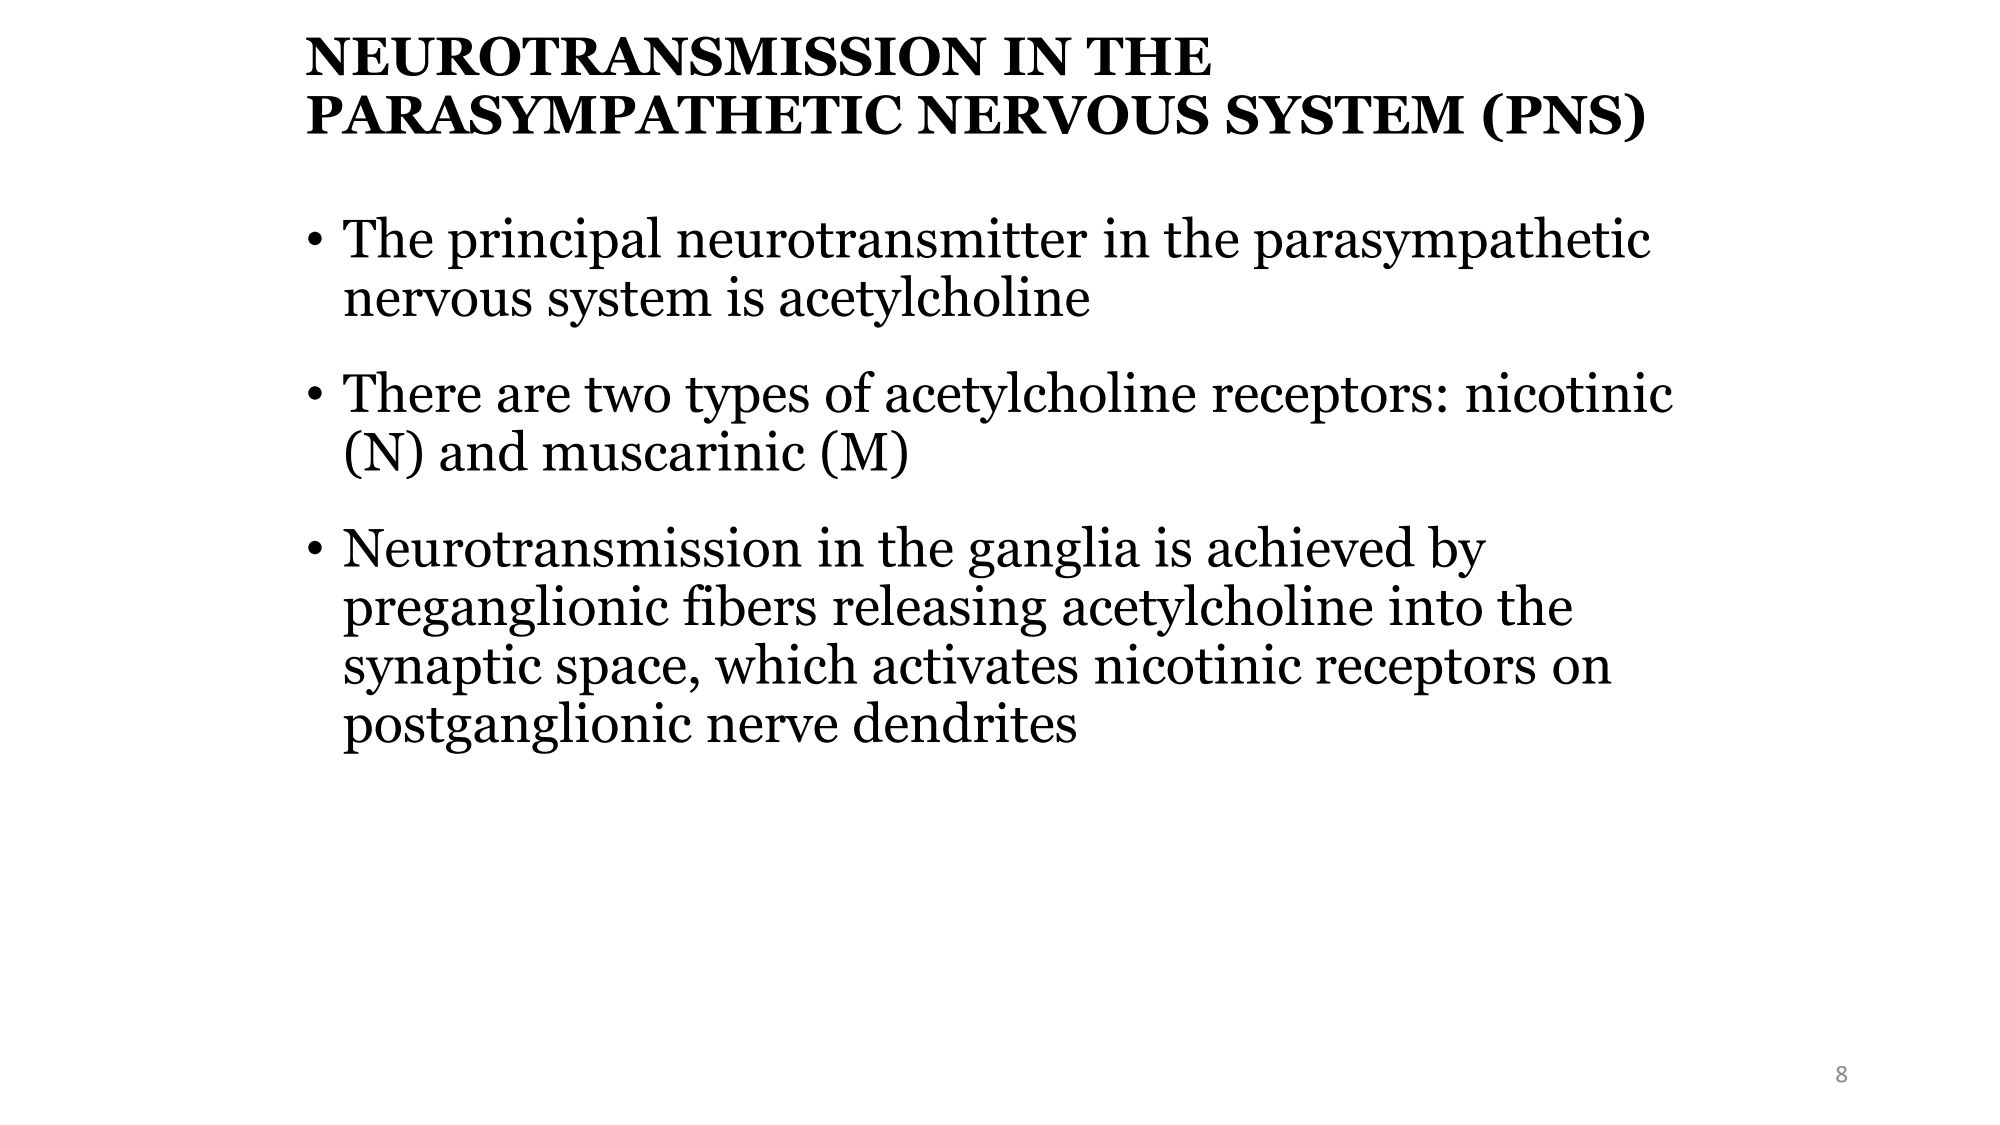 NEUROTRANSMISSION IN THE
PARASYMPATHETIC NERVOUS SYSTEM (PNS)
• The principal neurotransmitter in the parasympathetic
nervous system is acetylcholine
• There are two types of acetylcholine receptors: nicotinic
(N) and muscarinic (M)
• Neurotransmission in the ganglia is achieved by
preganglionic fibers releasing acetylcholine into the
synaptic space, which activates nicotinic receptors on
postganglionic nerve dendrites
8